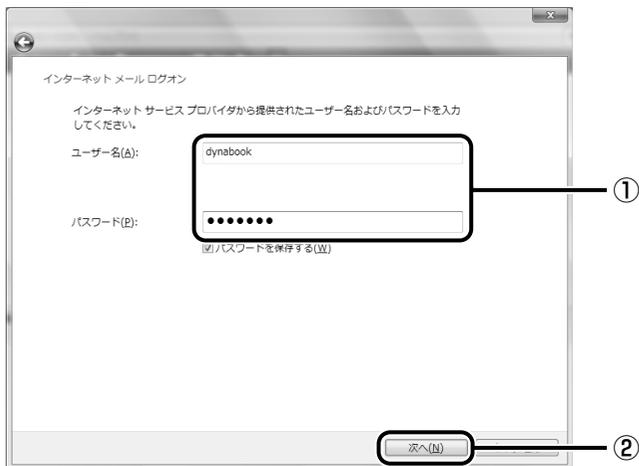 インターネット メール ログオン
インターネット サービス プロバイダから提供されたユーザー名およびパスワードを入力
してください。
ユーザー名(A):
dynabook
①
パスワード(P):
●●●●●●●
パスワードを保存する(W)
次へ(N)
②